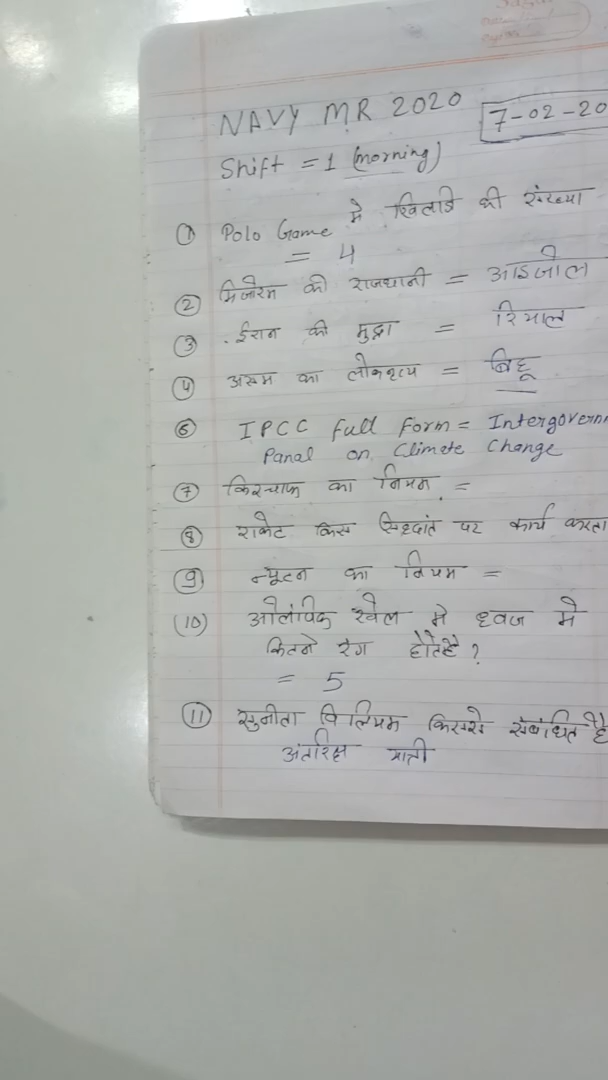 NAVY MR 2020
7-02-20
Shift = 1 (morning)
① Polo Game मे खिलाडि की संख्या
= 4
② मिजोरम की राजधानी = आइजोल
③ ईरान की मुद्रा = रियाल
④ असम का लोकनृत्य = बिहू
⑥ IPCC Full Form = Intergovern
Panal on Climate Change
⑦ किरचाफ का नियम =
⑧ राकेट किस सिध्दांत पर कार्य करता
⑨ न्यूटन का नियम =
(10) ओलंपिक खेल मे ध्वज मे
कितने रंग होतेहै ?
= 5
⑪ सुनीता विलियम किससे संबंधित है
अंतरिक्ष यात्री